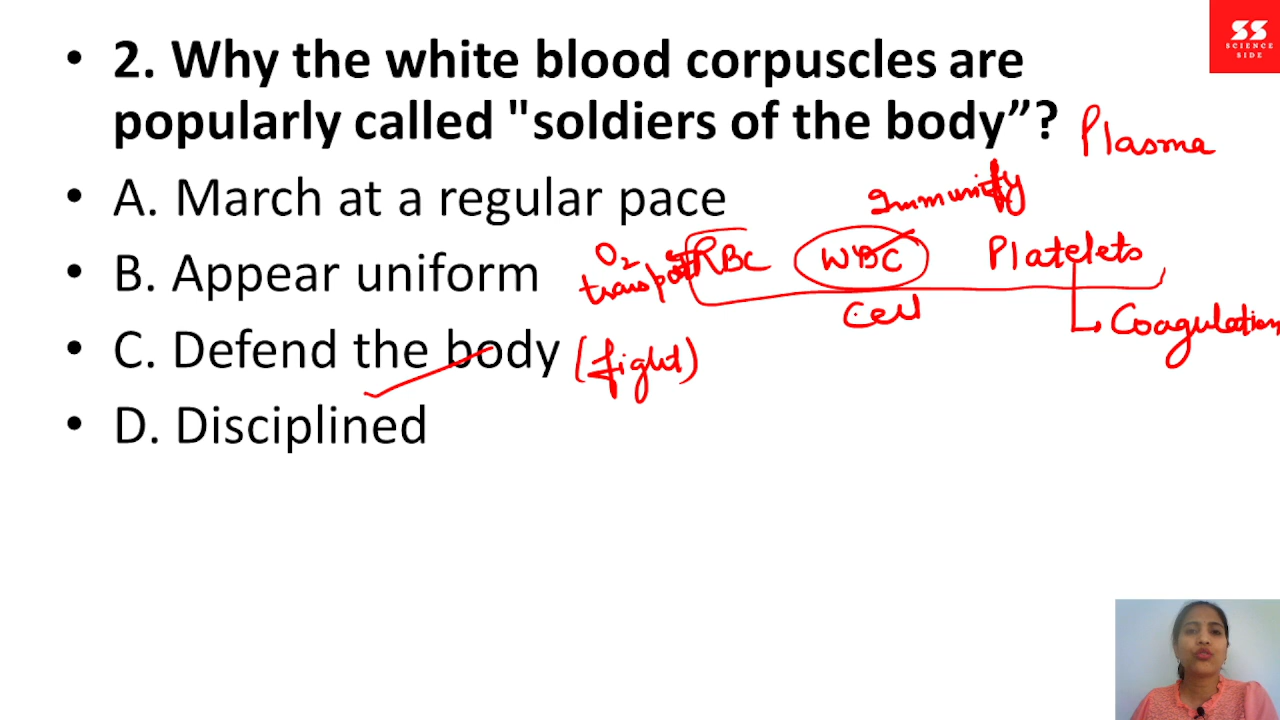 SS
SCIENCE
SIDE
• 2. Why the white blood corpuscles are
popularly called "soldiers of the body”?
Plasma
• A. March at a regular pace
Immunity
• B. Appear uniform
O2
transport
RBC WBC Platelets
Cell
Coagulation
• C. Defend the body (fight)
• D. Disciplined